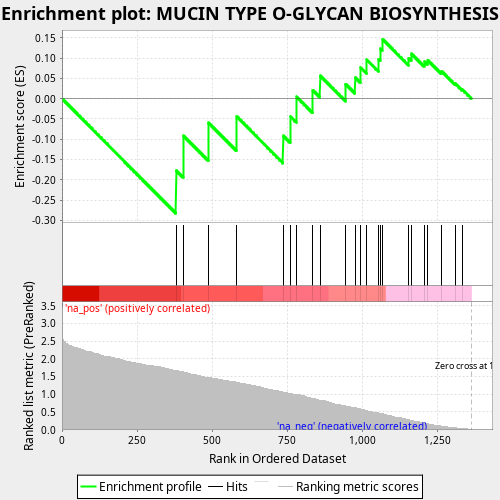 Enrichment plot: MUCIN TYPE O-GLYCAN BIOSYNTHESIS
Enrichment score (ES)
0.15
0.10
0.05
0.00
-0.05
-0.10
-0.15
-0.20
-0.25
-0.30
'na_pos' (positively correlated)
Ranked list metric (PreRanked)
3.5
3.0
2.5
2.0
1.5
1.0
0.5
0.0
Zero cross at 1
'na_neg' (negatively correlated)
0
250
500
750
1,000
1,250
Rank in Ordered Dataset
Enrichment profile
Hits
Ranking metric scores